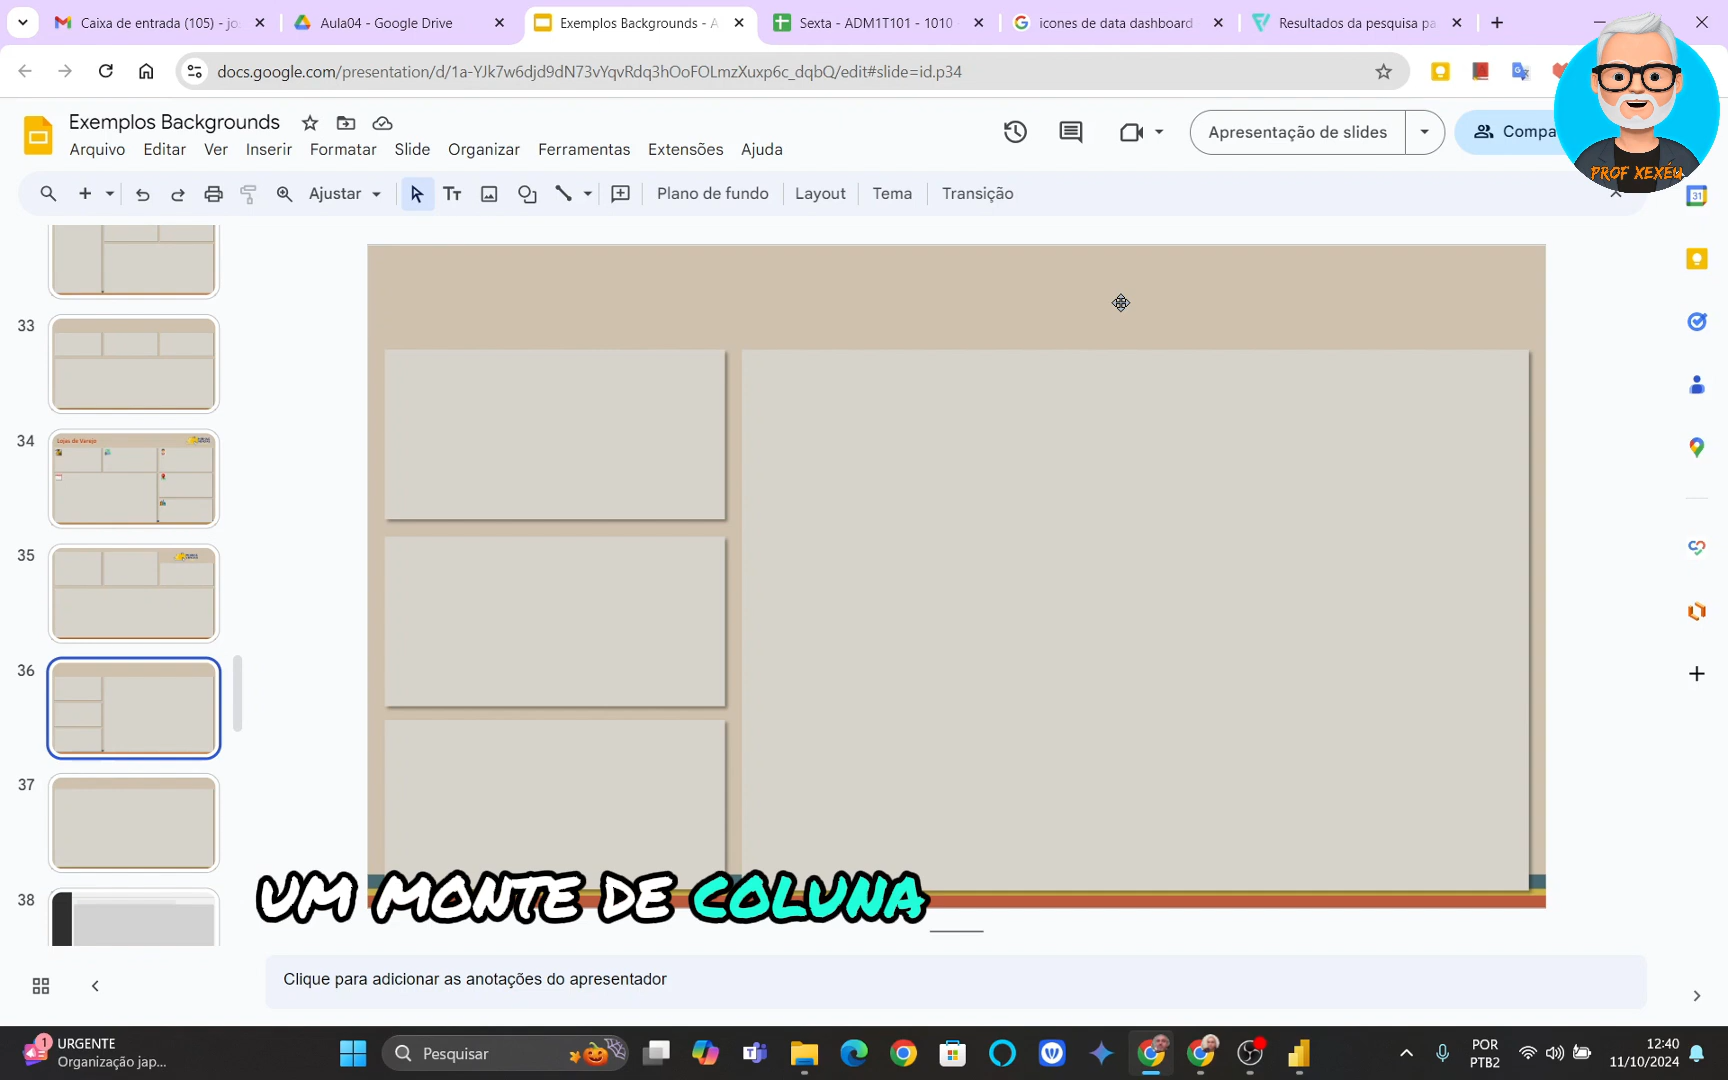 Caixa de entrada (105) - jo
Aula04 - Google Drive
Exemplos Backgrounds - A
Sexta - ADM1T101 - 1010
icones de data dashboard
Resultados da pesquisa pa
docs.google.com/presentation/d/1a-YJk7w6djd9dN73vYqvRdq3hOoFOLmzXuxp6c_dqbQ/edit#slide=id.p34
Exemplos Backgrounds
Apresentação de slides
Compa
PROF XEXÉU
Arquivo Editar Ver Inserir Formatar Slide Organizar Ferramentas Extensões Ajuda
Ajustar
Plano de fundo
Layout
Tema
Transição
31
33
34
Lojas de Varejo
35
36
37
38
UM MONTE DE COLUNA
Clique para adicionar as anotações do apresentador
1
URGENTE
Organização jap...
Pesquisar
POR
PTB2
12:40
11/10/2024